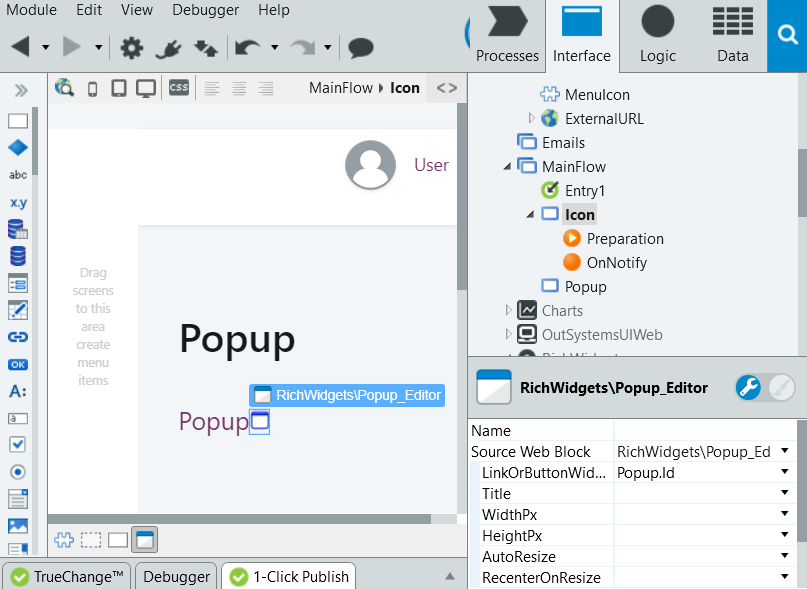 Module Edit View Debugger Help
Processes Interface Logic Data
CSS
MainFlow Icon <>
abc
x.y
OK
A:
a
User
Drag
screens
to this
area
create
menu
items
Popup
RichWidgets\Popup_Editor
Popup
MenuIcon
ExternalURL
Emails
MainFlow
Entry1
Icon
Preparation
OnNotify
Popup
Charts
OutSystemsUIWeb
RichWidgets\Popup_Editor
Name
Source Web Block RichWidgets\Popup_Ed
LinkOrButtonWid... Popup.Id
Title
WidthPx
HeightPx
AutoResize
RecenterOnResize
TrueChange™ Debugger 1-Click Publish